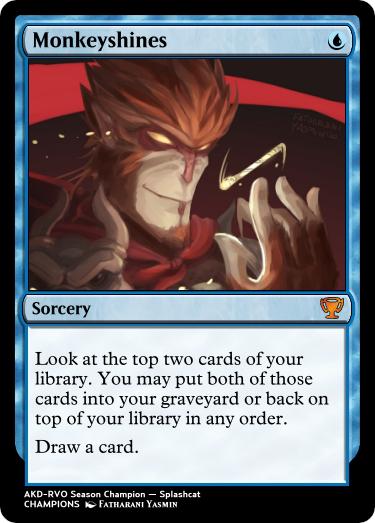 Monkeyshines
FATHARANI
YASMIN
Sorcery
Look at the top two cards of your
library. You may put both of those
cards into your graveyard or back on
top of your library in any order.
Draw a card.
AKD-RVO Season Champion — Splashcat
CHAMPIONS Fatharani Yasmin